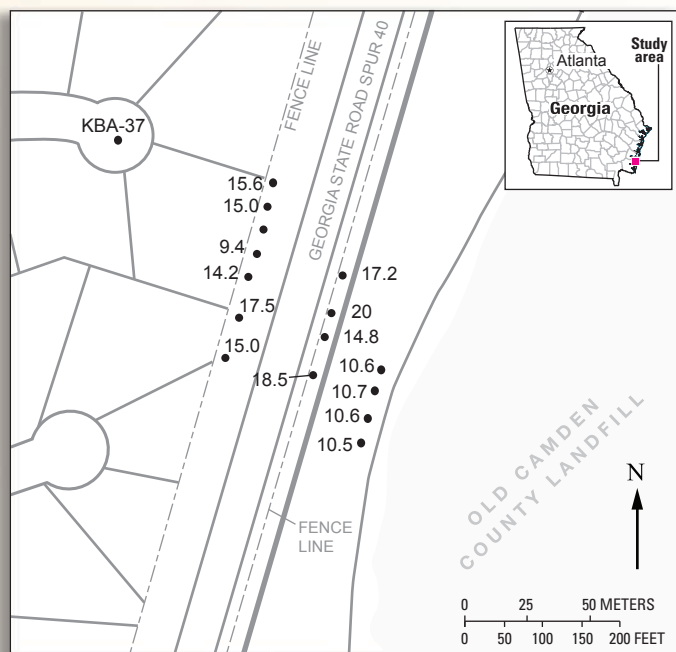 Study
area
Atlanta
Georgia
KBA-37
FENCE LINE
GEORGIA STATE ROAD SPUR 40
15.6
15.0
9.4
14.2
17.5
15.0
17.2
20
14.8
18.5
10.6
10.7
10.6
10.5
OLD CAMDEN
COUNTY LANDFILL
FENCE
LINE
N
0 25 50 METERS
0 50 100 150 200 FEET